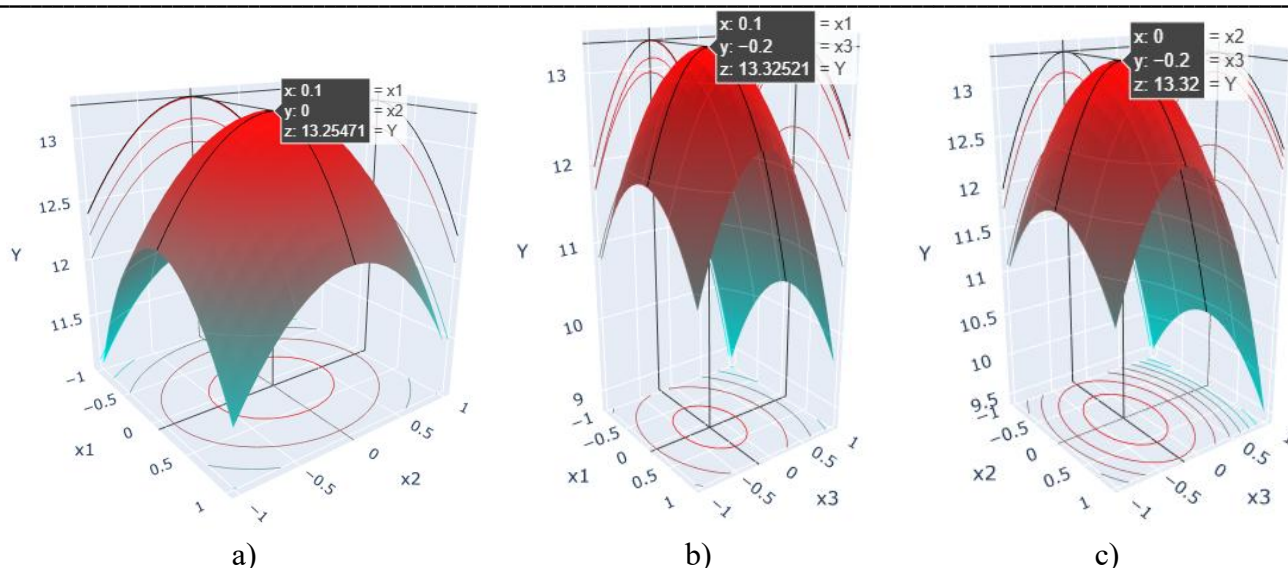 x: 0.1 = x1
y: 0 = x2
z: 13.25471 = Y
13
12.5
12
11.5
Y
−1
−0.5
0
0.5
1
x1
−1
−0.5
0
0.5
1
x2
a)
x: 0.1 = x1
y: −0.2 = x3
z: 13.32521 = Y
13
12
11
10
9
Y
−1
−0.5
0
0.5
1
x1
−1
−0.5
0
0.5
1
x3
b)
x: 0 = x2
y: −0.2 = x3
z: 13.32 = Y
13
12.5
12
11.5
11
10.5
10
9.5
Y
−1
−0.5
0
0.5
1
x2
−1
−0.5
0
0.5
x3
c)